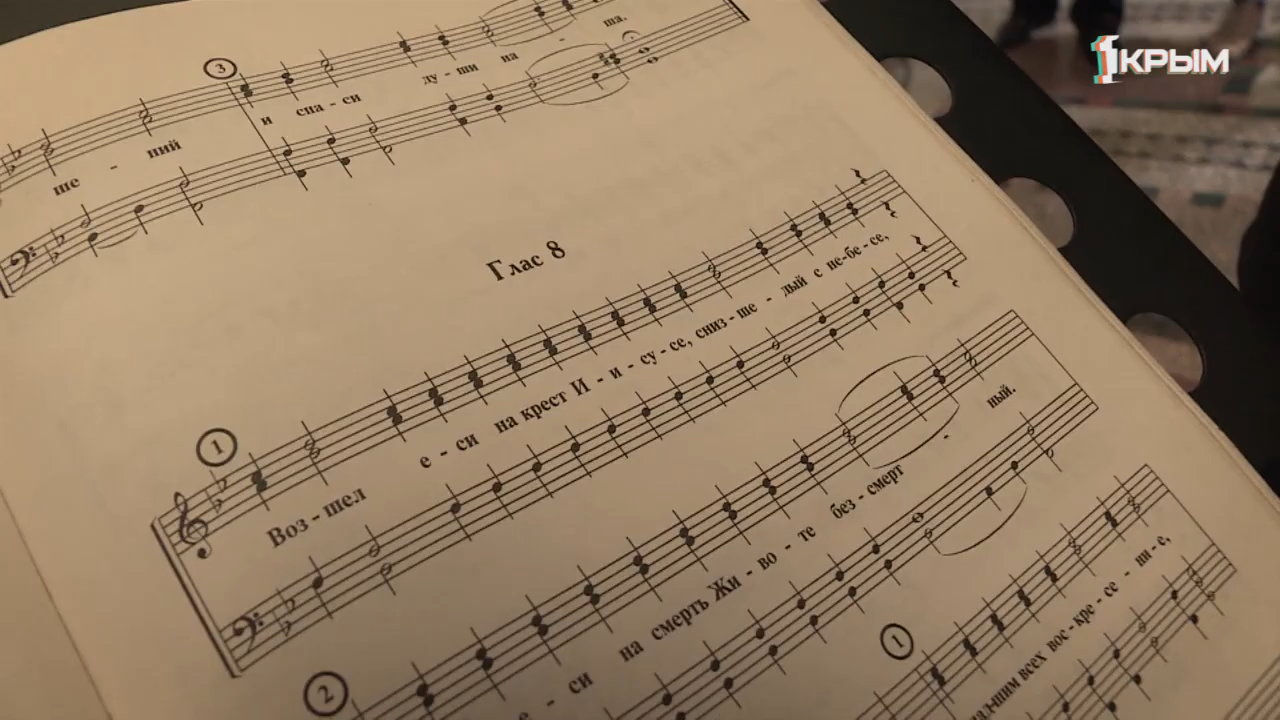 1КРЫМ
3
ше - ний и спа - си ду - ши на - ша.
Глас 8
1
Воз - шел е - си на крест И - и - су - се, сниз - ше - дый с не - бе - се,
2
е - си на смерть Жи - во - те без - смерт - ный.
1
всех вос - кре - се - ни - е,